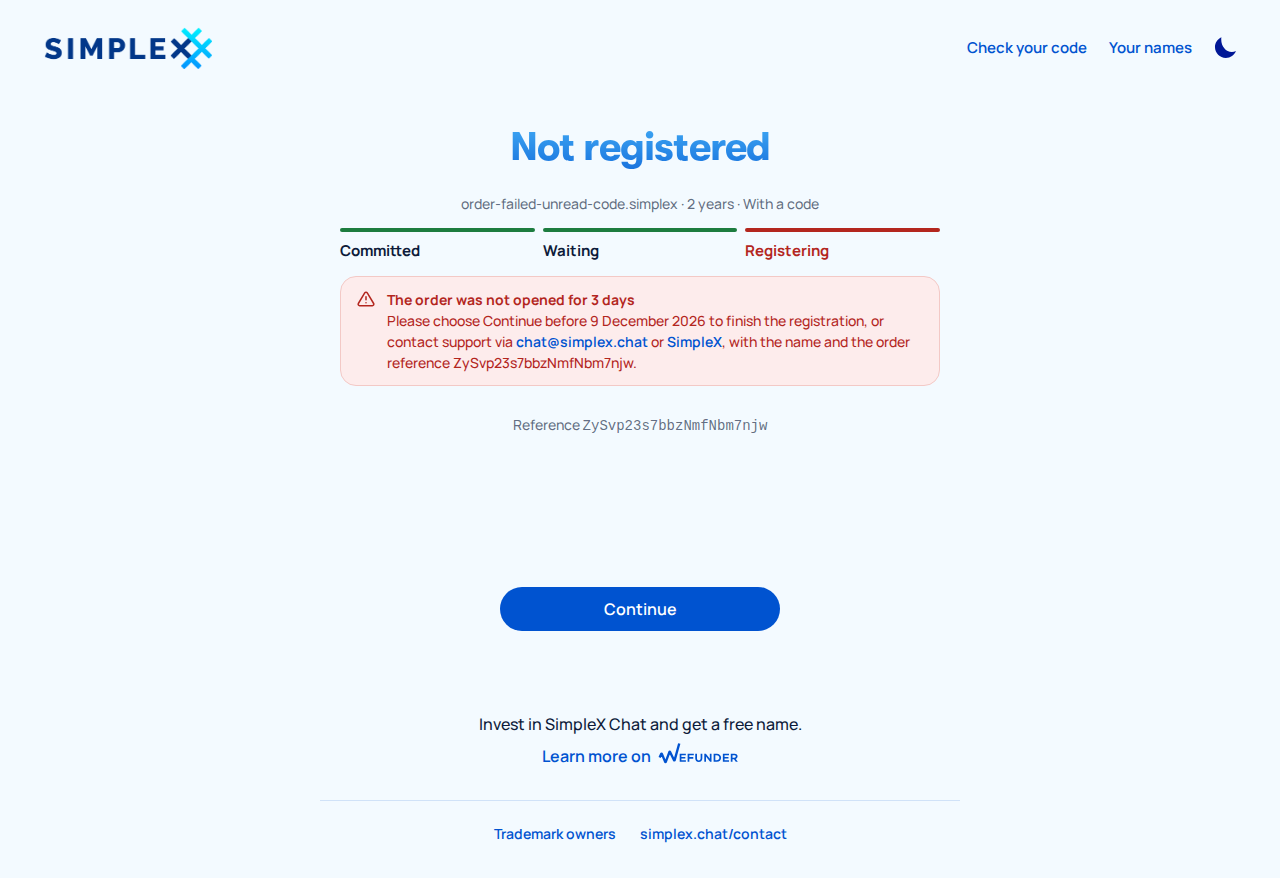 SIMPLEX
Check your code
Your names
Not registered
order-failed-unread-code.simplex · 2 years · With a code
Committed
Waiting
Registering
The order was not opened for 3 days
Please choose Continue before 9 December 2026 to finish the registration, or
contact support via chat@simplex.chat or SimpleX, with the name and the order
reference ZySvp23s7bbzNmfNbm7njw.
Reference ZySvp23s7bbzNmfNbm7njw
Continue
Invest in SimpleX Chat and get a free name.
Learn more on WEFUNDER
Trademark owners
simplex.chat/contact